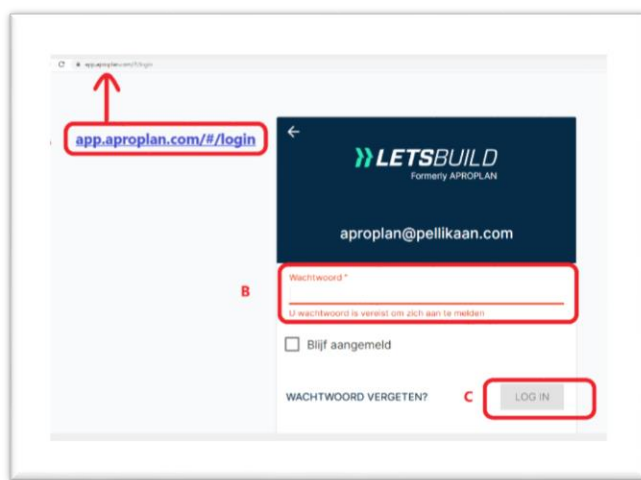 app.aproplan.com/#/login
LETSBUILD
Formerly APROPLAN
aproplan@pellikaan.com
B
Wachtwoord *
U wachtwoord is vereist om zich aan te melden
Blijf aangemeld
WACHTWOORD VERGETEN?
C
LOG IN